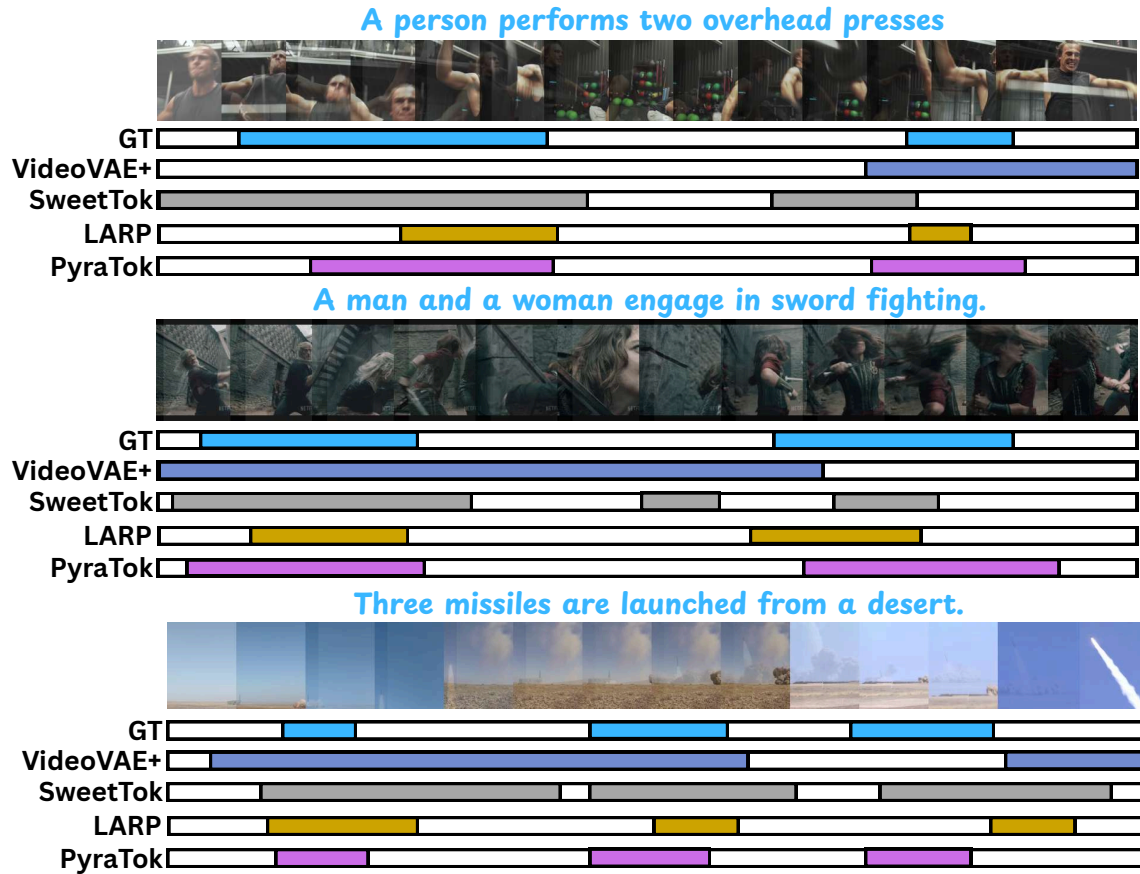 A person performs two overhead presses
GT
VideoVAE+
SweetTok
LARP
PyraTok
A man and a woman engage in sword fighting.
GT
VideoVAE+
SweetTok
LARP
PyraTok
Three missiles are launched from a desert.
GT
VideoVAE+
SweetTok
LARP
PyraTok